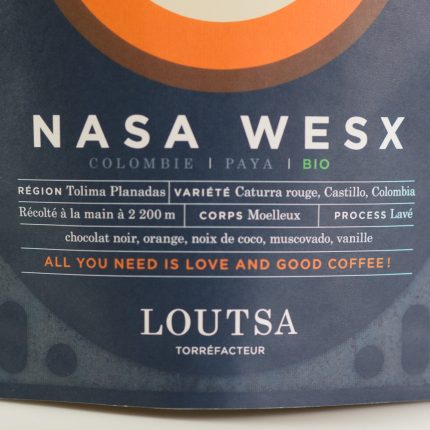 NASA WESX
COLOMBIE | PAYA | BIO
RÉGION Tolima Planadas | VARIÉTÉ Caturra rouge, Castillo, Colombia
Récolté à la main à 2 200 m | CORPS Moelleux | PROCESS Lavé
chocolat noir, orange, noix de coco, muscovado, vanille
ALL YOU NEED IS LOVE AND GOOD COFFEE !
LOUTSA
TORRÉFACTEUR